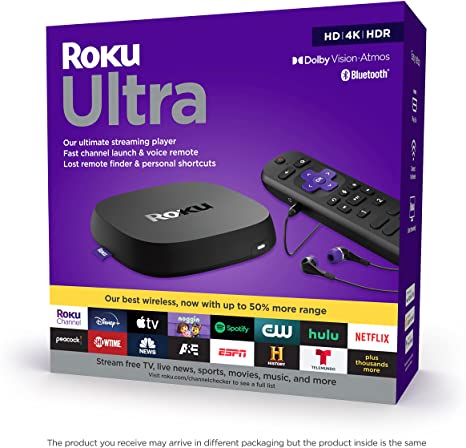 Roku
Ultra
HD | 4K | HDR
Dolby Vision·Atmos
Bluetooth®
Our ultimate streaming player
Fast channel launch & voice remote
Lost remote finder & personal shortcuts
Roku
Our best wireless, now with up to 50% more range
Roku Channel
Disney+
tv
noggin
Spotify
CW
hulu
NETFLIX
peacock
SHOWTIME
NBC NEWS
A&E
ESPN
HISTORY
TELEMUNDO
plus thousands more
Stream free TV, live news, sports, movies, music, and more
Visit roku.com/channelchecker to see a full list
The product you receive may arrive in different packaging but the product inside is the same